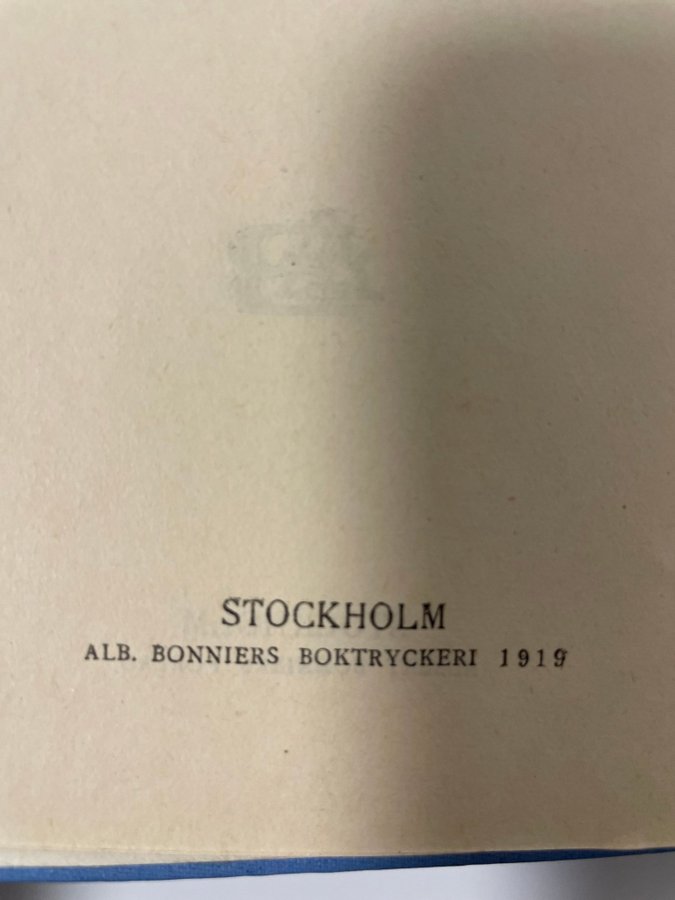 STOCKHOLM
ALB. BONNIERS BOKTRYCKERI 1919